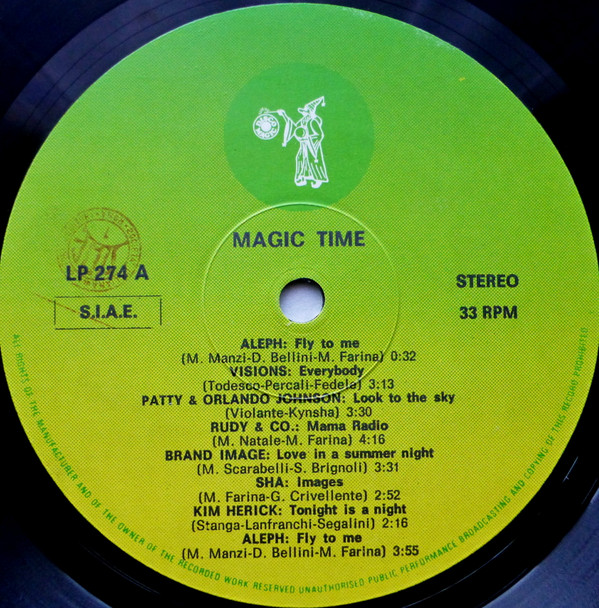 MAGIC TIME
LP 274 A
S.I.A.E.
STEREO
33 RPM
ALEPH: Fly to me
(M. Manzi-D. Bellini-M. Farina) 0:32
VISIONS: Everybody
(Todesco-Percali-Fedele) 3:13
PATTY & ORLANDO JOHNSON: Look to the sky
(Violante-Kynsha) 3:30
RUDY & CO.: Mama Radio
(M. Natale-M. Farina) 4:16
BRAND IMAGE: Love in a summer night
(M. Scarabelli-S. Brignoli) 3:31
SHA: Images
(M. Farina-G. Crivellente) 2:52
KIM HERICK: Tonight is a night
(Stanga-Lanfranchi-Segalini) 2:16
ALEPH: Fly to me
(M. Manzi-D. Bellini-M. Farina) 3:55
ALL RIGHTS OF THE MANUFACTURER AND OF THE OWNER OF THE RECORDED WORK RESERVED UNAUTHORISED PUBLIC PERFORMANCE BROADCASTING AND COPYING OF THIS RECORD PROHIBITED